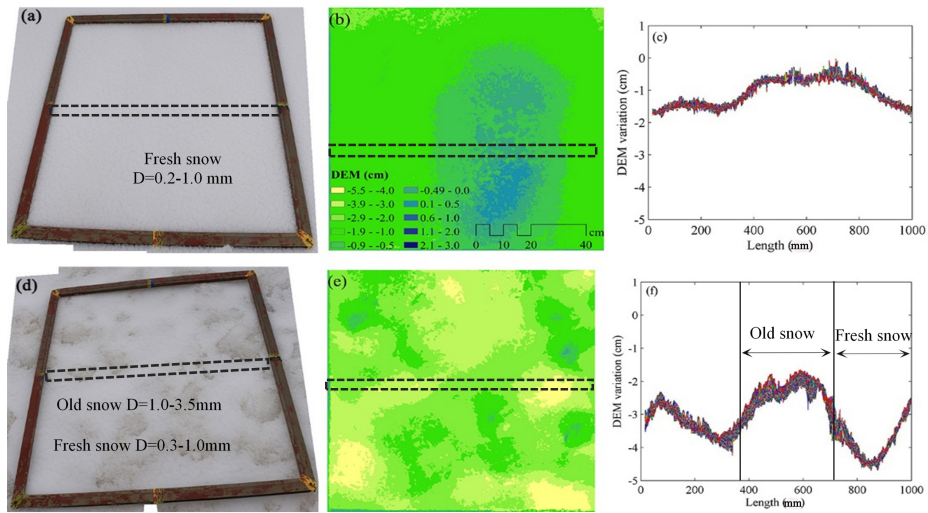 (a)
Fresh snow
D=0.2-1.0 mm
(b)
DEM (cm)
-5.5 - -4.0
-3.9 - -3.0
-2.9 - -2.0
-1.9 - -1.0
-0.9 - -0.5
-0.49 - 0.0
0.1 - 0.5
0.6 - 1.0
1.1 - 2.0
2.1 - 3.0
cm
0 10 20 40
(c)
DEM variation (cm)
1
0
-1
-2
-3
-4
-5
0 200 400 600 800 1000
Length (mm)
(d)
Old snow D=1.0-3.5mm
Fresh snow D=0.3-1.0mm
(e)
(f)
Old snow
Fresh snow
DEM variation (cm)
1
0
-1
-2
-3
-4
-5
0 200 400 600 800 1000
Length (mm)